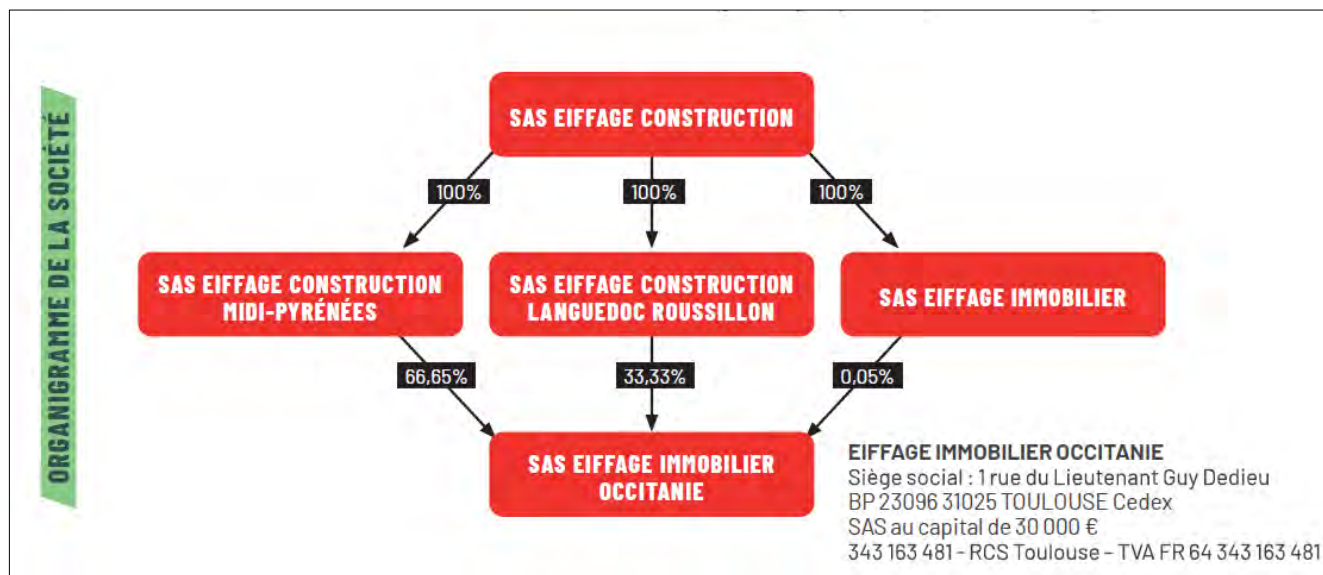 ORGANIGRAMME DE LA SOCIÉTÉ
SAS EIFFAGE CONSTRUCTION
100%
100%
100%
SAS EIFFAGE CONSTRUCTION
MIDI-PYRÉNÉES
SAS EIFFAGE CONSTRUCTION
LANGUEDOC ROUSSILLON
SAS EIFFAGE IMMOBILIER
66,65%
33,33%
0,05%
SAS EIFFAGE IMMOBILIER
OCCITANIE
EIFFAGE IMMOBILIER OCCITANIE
Siège social : 1 rue du Lieutenant Guy Dedieu
BP 23096 31025 TOULOUSE Cedex
SAS au capital de 30 000 €
343 163 481 - RCS Toulouse - TVA FR 64 343 163 481